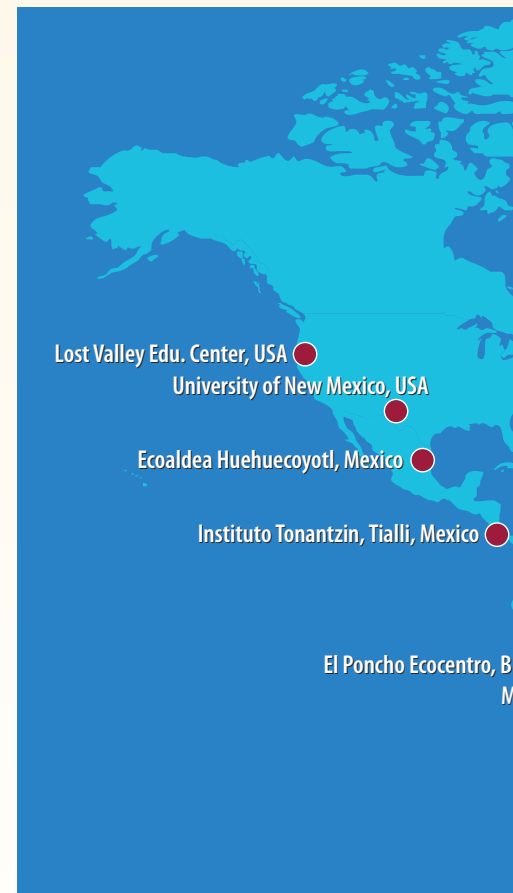 Lost Valley Edu. Center, USA
University of New Mexico, USA
Ecoaldea Huehuecoyotl, Mexico
Instituto Tonantzin, Tialli, Mexico
El Poncho Ecocentro, B
M